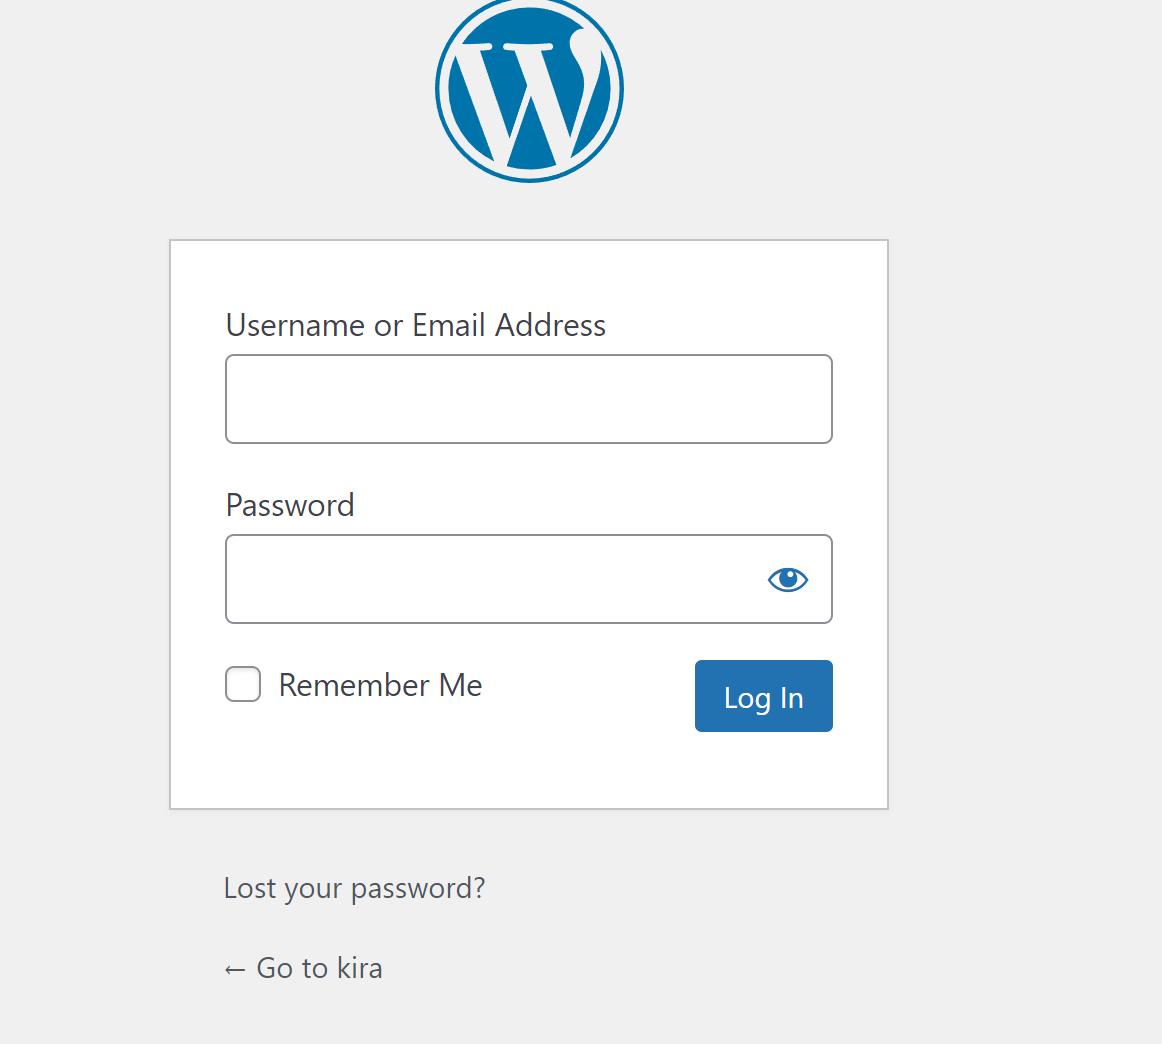 Username or Email Address
Password
Remember Me
Log In
Lost your password?
← Go to kira